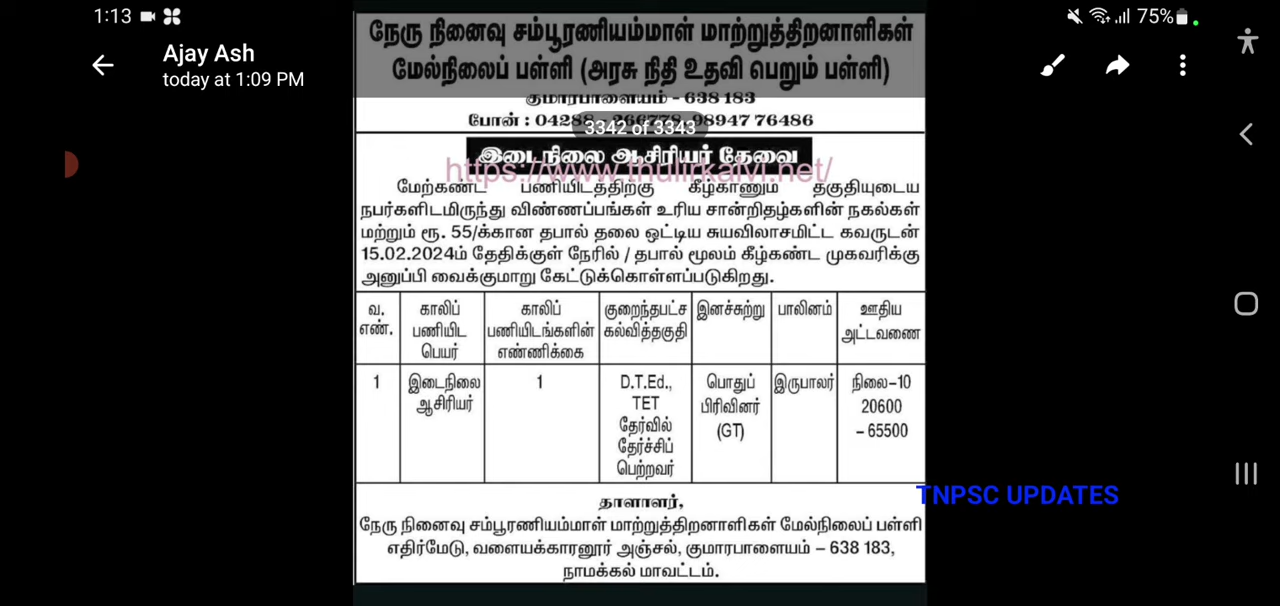 1:13
75%
Ajay Ash
today at 1:09 PM
நேரு நினைவு சம்பூரணியம்மாள் மாற்றுத்திறனாளிகள்
மேல்நிலைப் பள்ளி (அரசு நிதி உதவி பெறும் பள்ளி)
குமாரபாளையம் - 638 183
போன் : 04288 - 266778, 98947 76486
3342 of 3343
இடைநிலை ஆசிரியர் தேவை
https://www.thulirkalvi.net/
மேற்கண்ட பணியிடத்திற்கு கீழ்காணும் தகுதியுடைய
நபர்களிடமிருந்து விண்ணப்பங்கள் உரிய சான்றிதழ்களின் நகல்கள்
மற்றும் ரூ. 55/க்கான தபால் தலை ஒட்டிய சுயவிலாசமிட்ட கவருடன்
15.02.2024ம் தேதிக்குள் நேரில் / தபால் மூலம் கீழ்கண்ட முகவரிக்கு
அனுப்பி வைக்குமாறு கேட்டுக்கொள்ளப்படுகிறது.
வ. எண்.
காலிப் பணியிட பெயர்
காலிப் பணியிடங்களின் எண்ணிக்கை
குறைந்தபட்ச கல்வித்தகுதி
இனச்சுற்று
பாலினம்
ஊதிய அட்டவணை
1
இடைநிலை ஆசிரியர்
1
D.T.Ed., TET தேர்வில் தேர்ச்சிப் பெற்றவர்
பொதுப் பிரிவினர் (GT)
இருபாலர்
நிலை-10 20600 – 65500
TNPSC UPDATES
தாளாளர்,
நேரு நினைவு சம்பூரணியம்மாள் மாற்றுத்திறனாளிகள் மேல்நிலைப் பள்ளி
எதிர்மேடு, வளையக்காரனூர் அஞ்சல், குமாரபாளையம் – 638 183,
நாமக்கல் மாவட்டம்.